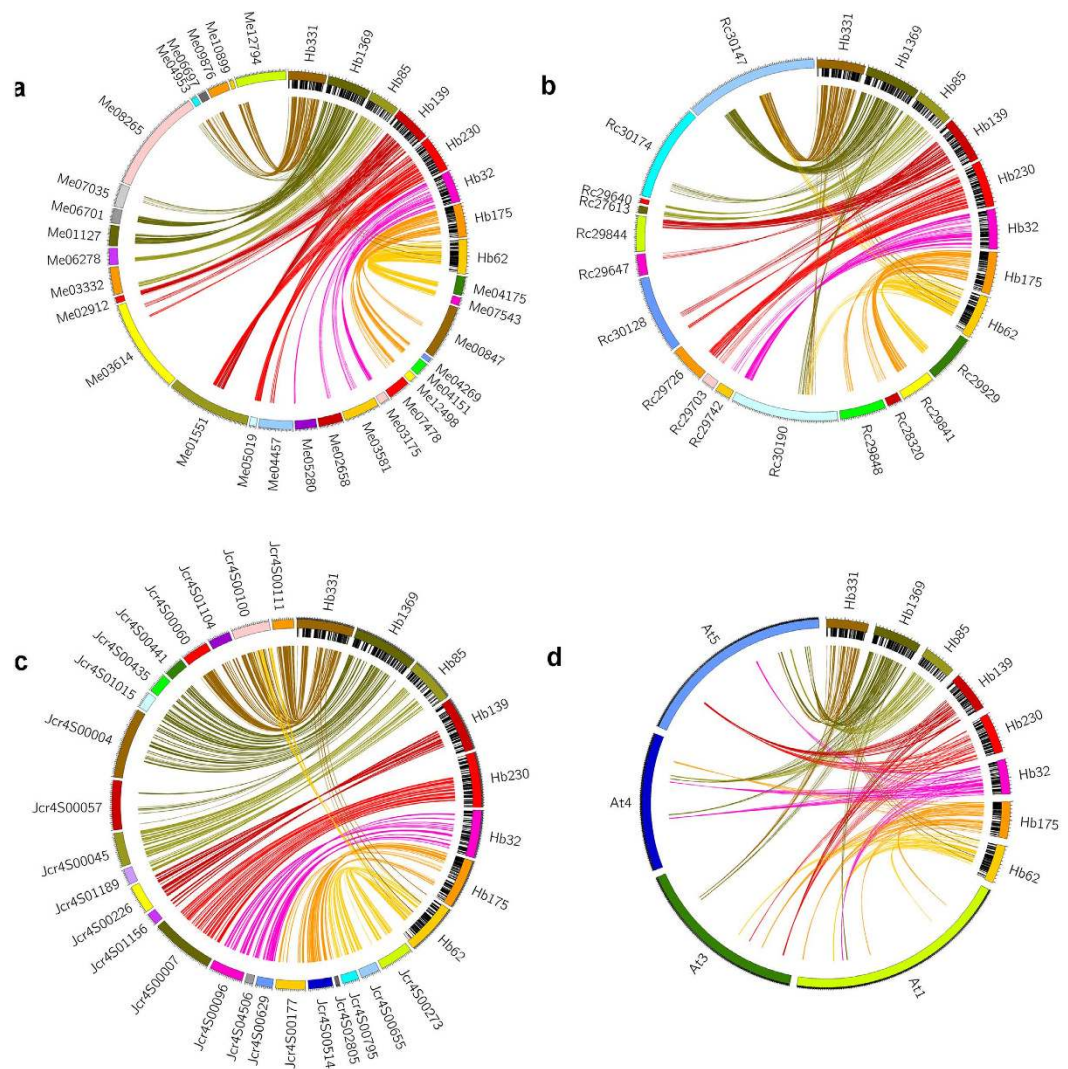 a
Me04953
Me06697
Me09876
Me10899
Me12794
Hb331
Hb1369
Hb85
Hb139
Hb230
Hb32
Hb175
Hb62
Me04175
Me07543
Me00847
Me04269
Me04151
Me12498
Me07478
Me03175
Me03581
Me02658
Me05280
Me04457
Me05019
Me01551
Me03614
Me02912
Me03332
Me06278
Me01127
Me06701
Me07035
Me08265
b
Rc30147
Hb331
Hb1369
Hb85
Hb139
Hb230
Hb32
Hb175
Hb62
Rc29929
Rc29841
Rc28320
Rc29848
Rc30190
Rc29742
Rc29703
Rc29726
Rc30128
Rc29647
Rc29844
Rc27613
Rc29640
Rc30174
c
Jcr4S00111
Hb331
Hb1369
Hb85
Hb139
Hb230
Hb32
Hb175
Hb62
Jcr4S00273
Jcr4S00655
Jcr4S00795
Jcr4S02805
Jcr4S00514
Jcr4S00177
Jcr4S00629
Jcr4S04506
Jcr4S00096
Jcr4S00007
Jcr4S01156
Jcr4S00226
Jcr4S01189
Jcr4S00045
Jcr4S00057
Jcr4S00004
Jcr4S01015
Jcr4S00435
Jcr4S00441
Jcr4S00060
Jcr4S01104
Jcr4S00100
d
At5
Hb331
Hb1369
Hb85
Hb139
Hb230
Hb32
Hb175
Hb62
At1
At3
At4